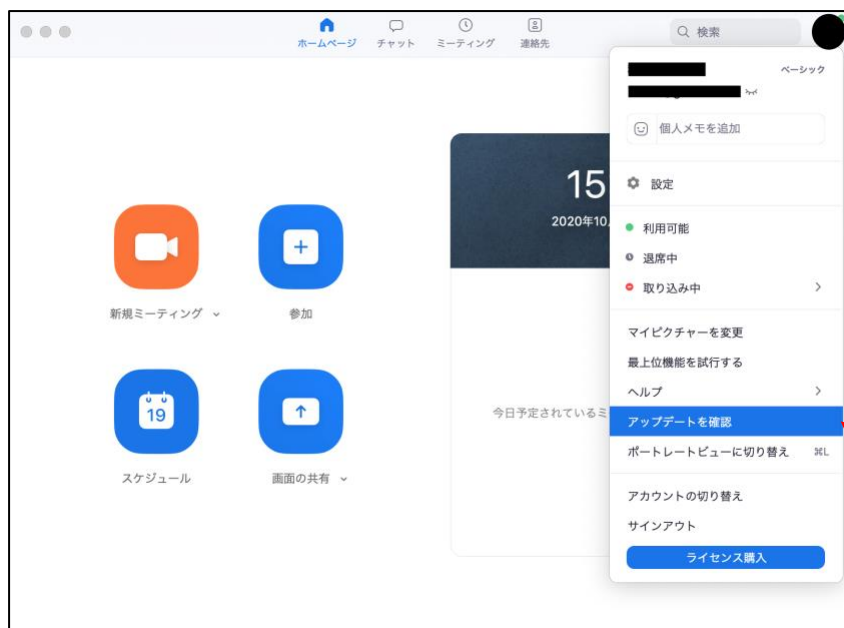 ホームページ
チャット
ミーティング
連絡先
検索
ベーシック
個人メモを追加
設定
利用可能
退席中
取り込み中
マイピクチャーを変更
最上位機能を試行する
ヘルプ
アップデートを確認
ポートレートビューに切り替え ⌘L
アカウントの切り替え
サインアウト
ライセンス購入
15
2020年10
新規ミーティング
参加
19
スケジュール
画面の共有
今日予定されているミ